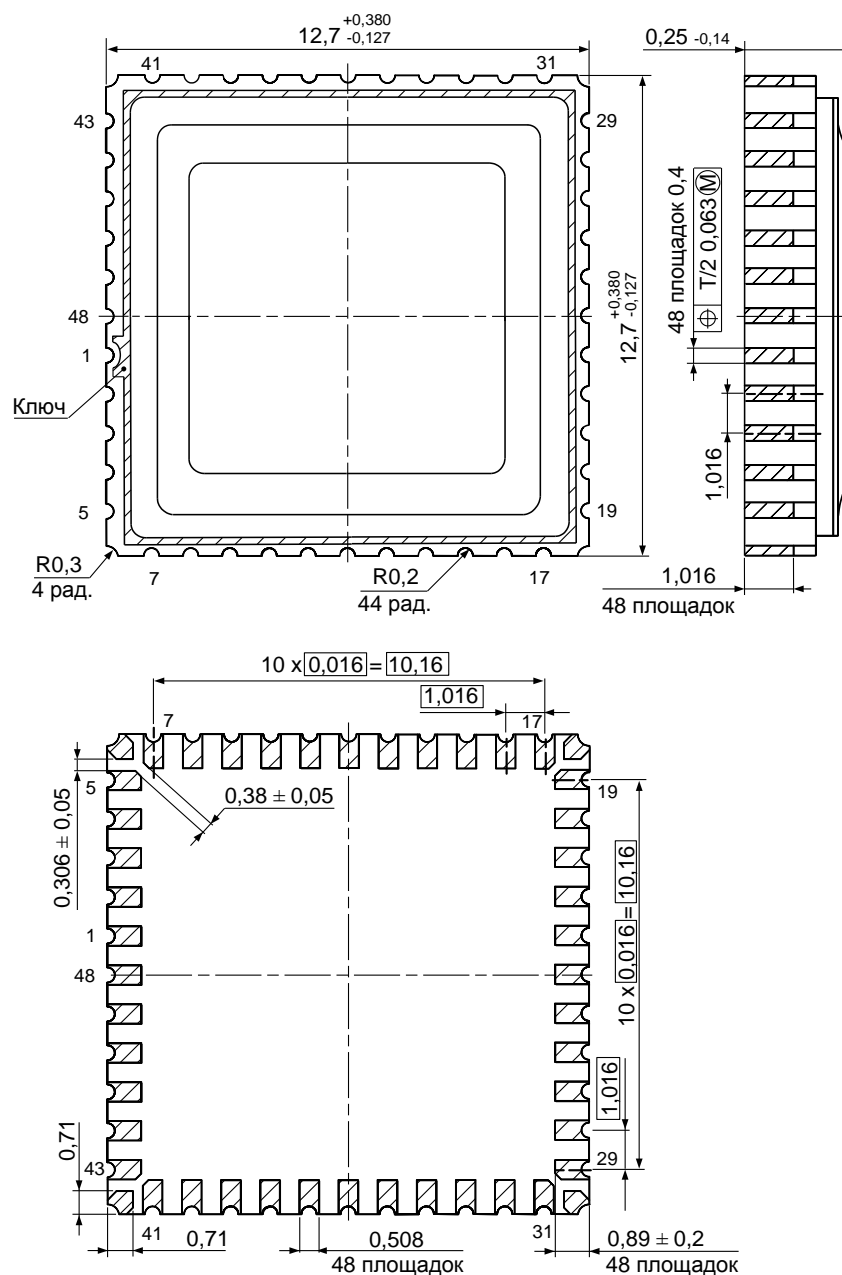 12,7 +0,380 -0,127
0,25 -0,14
41
31
43
29
48
1
Ключ
5
19
R0,3
4 рад.
7
R0,2
44 рад.
17
12,7 +0,380 -0,127
48 площадок 0,4
⌖ T/2 0,063 Ⓜ
1,016
1,016
48 площадок
10 x 0,016 = 10,16
1,016
7
17
5
19
0,306 ± 0,05
0,38 ± 0,05
1
48
10 x 0,016 = 10,16
1,016
0,71
43
29
41
0,71
0,508
48 площадок
31
0,89 ± 0,2
48 площадок